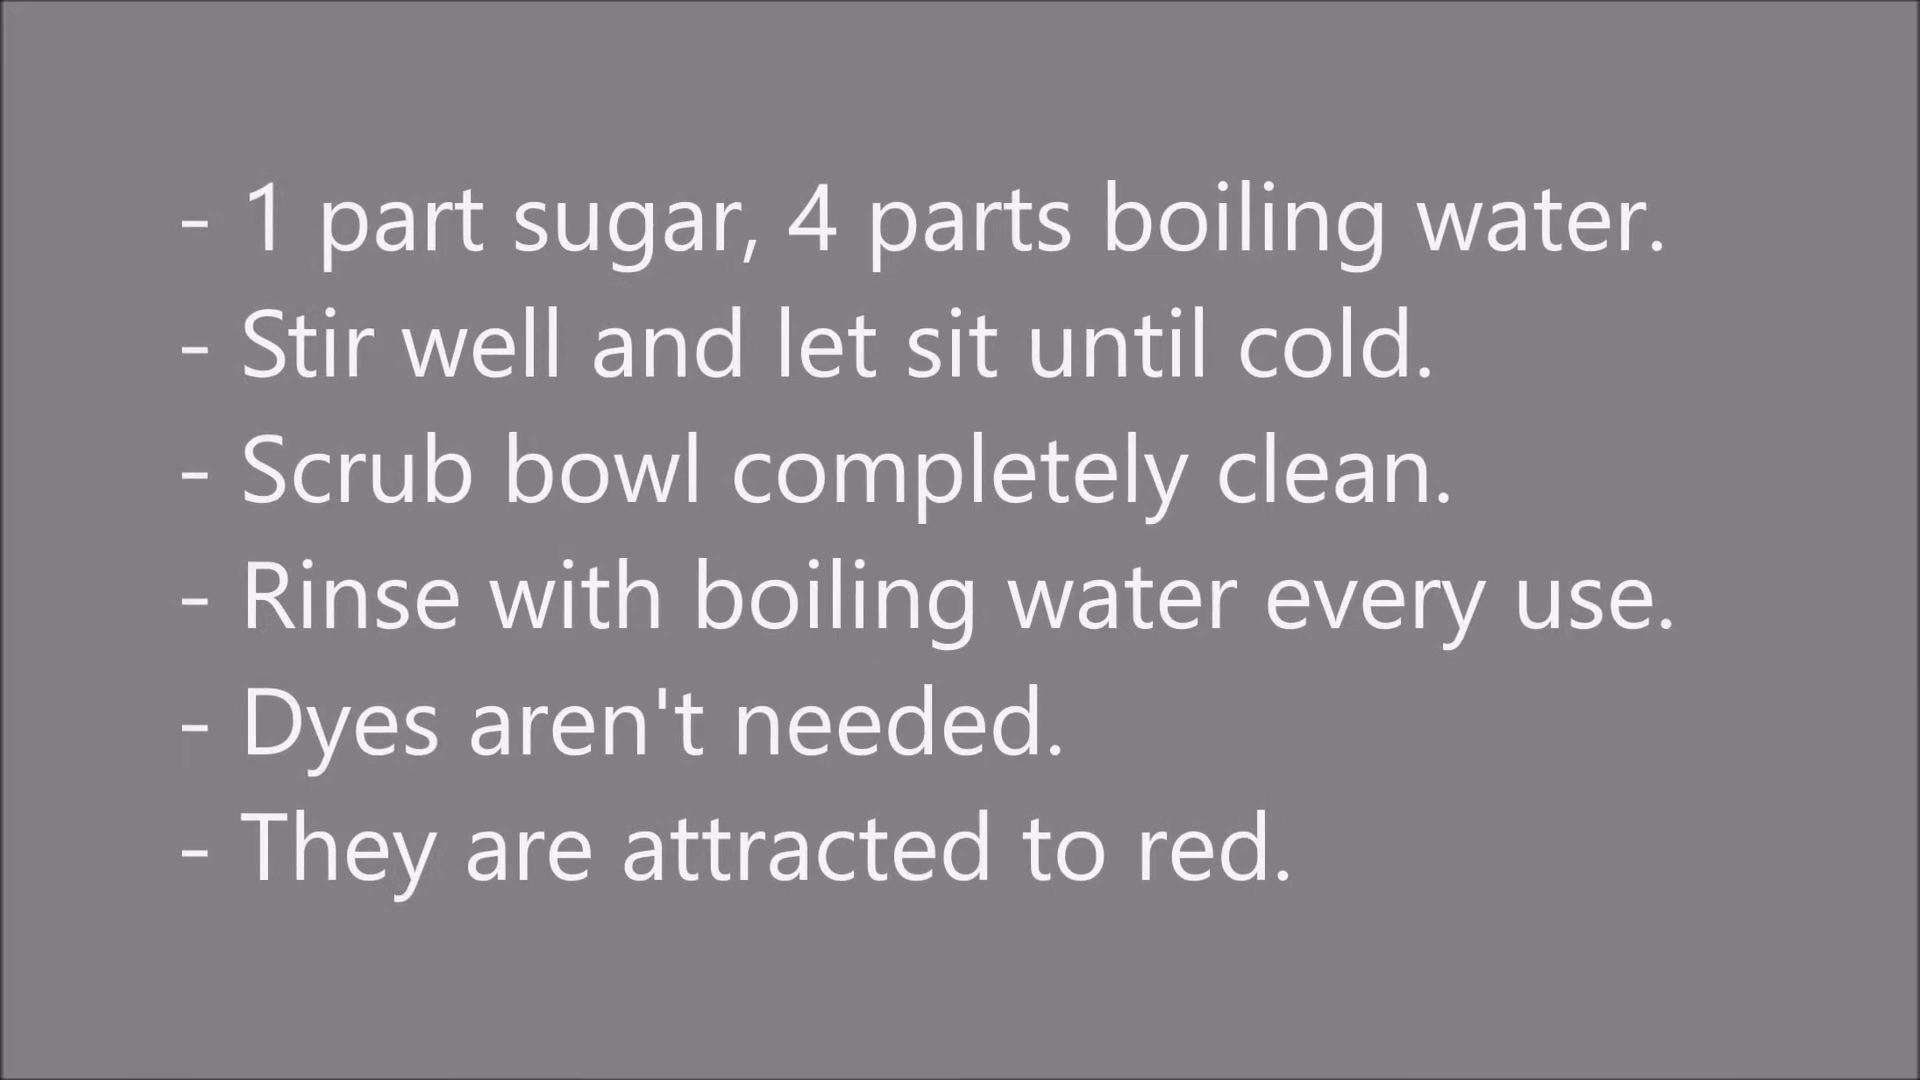 - 1 part sugar, 4 parts boiling water.
- Stir well and let sit until cold.
- Scrub bowl completely clean.
- Rinse with boiling water every use.
- Dyes aren't needed.
- They are attracted to red.